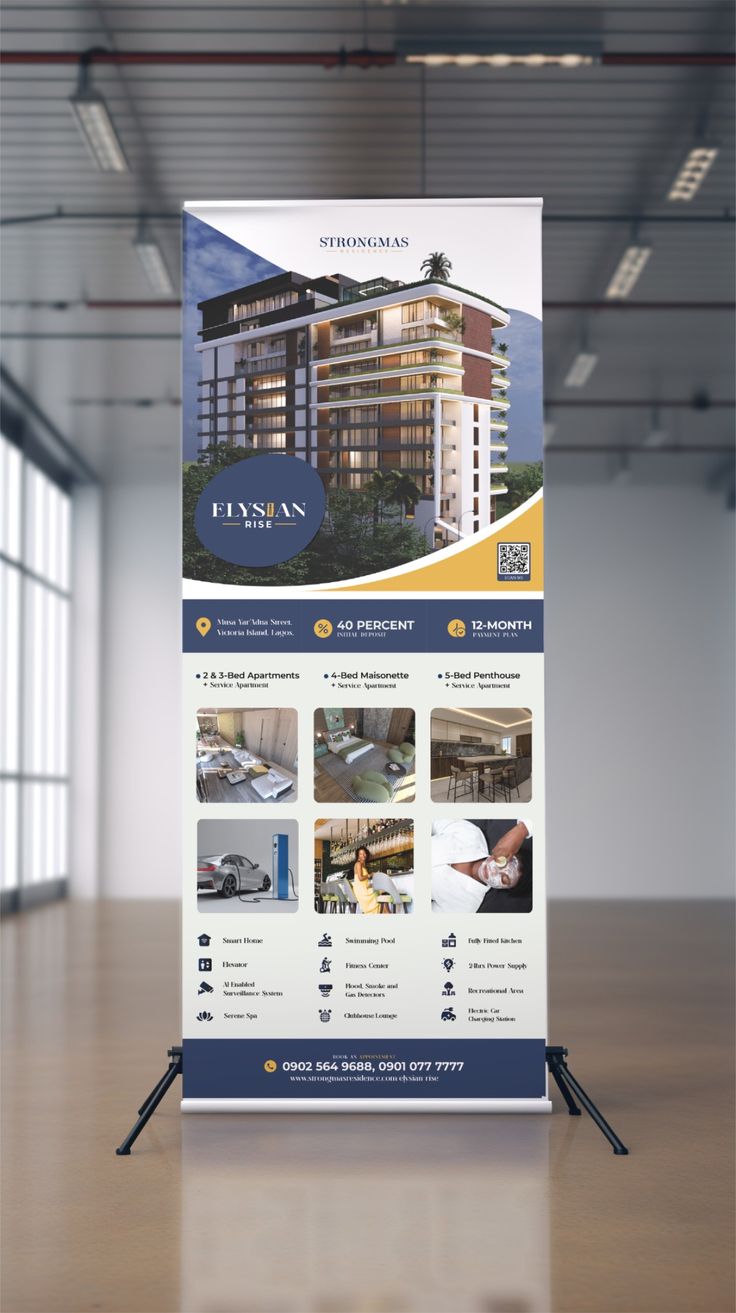 STRONGMAS
RESIDENCE
ELYSIAN
RISE
SCAN ME
Musa Yar'Adua Street,
Victoria Island, Lagos.
40 PERCENT
INITIAL DEPOSIT
12-MONTH
PAYMENT PLAN
2 & 3-Bed Apartments
+ Service Apartment
4-Bed Maisonette
+ Service Apartment
5-Bed Penthouse
+ Service Apartment
Smart Home
Swimming Pool
Fully Fitted Kitchen
Elevator
Fitness Center
24hrs Power Supply
AI Enabled
Surveillance System
Flood, Smoke and
Gas Detectors
Recreational Area
Serene Spa
Clubhouse/Lounge
Electric Car
Charging Station
BOOK AN APPOINTMENT
0902 564 9688, 0901 077 7777
www.strongmasresidence.com/elysian-rise